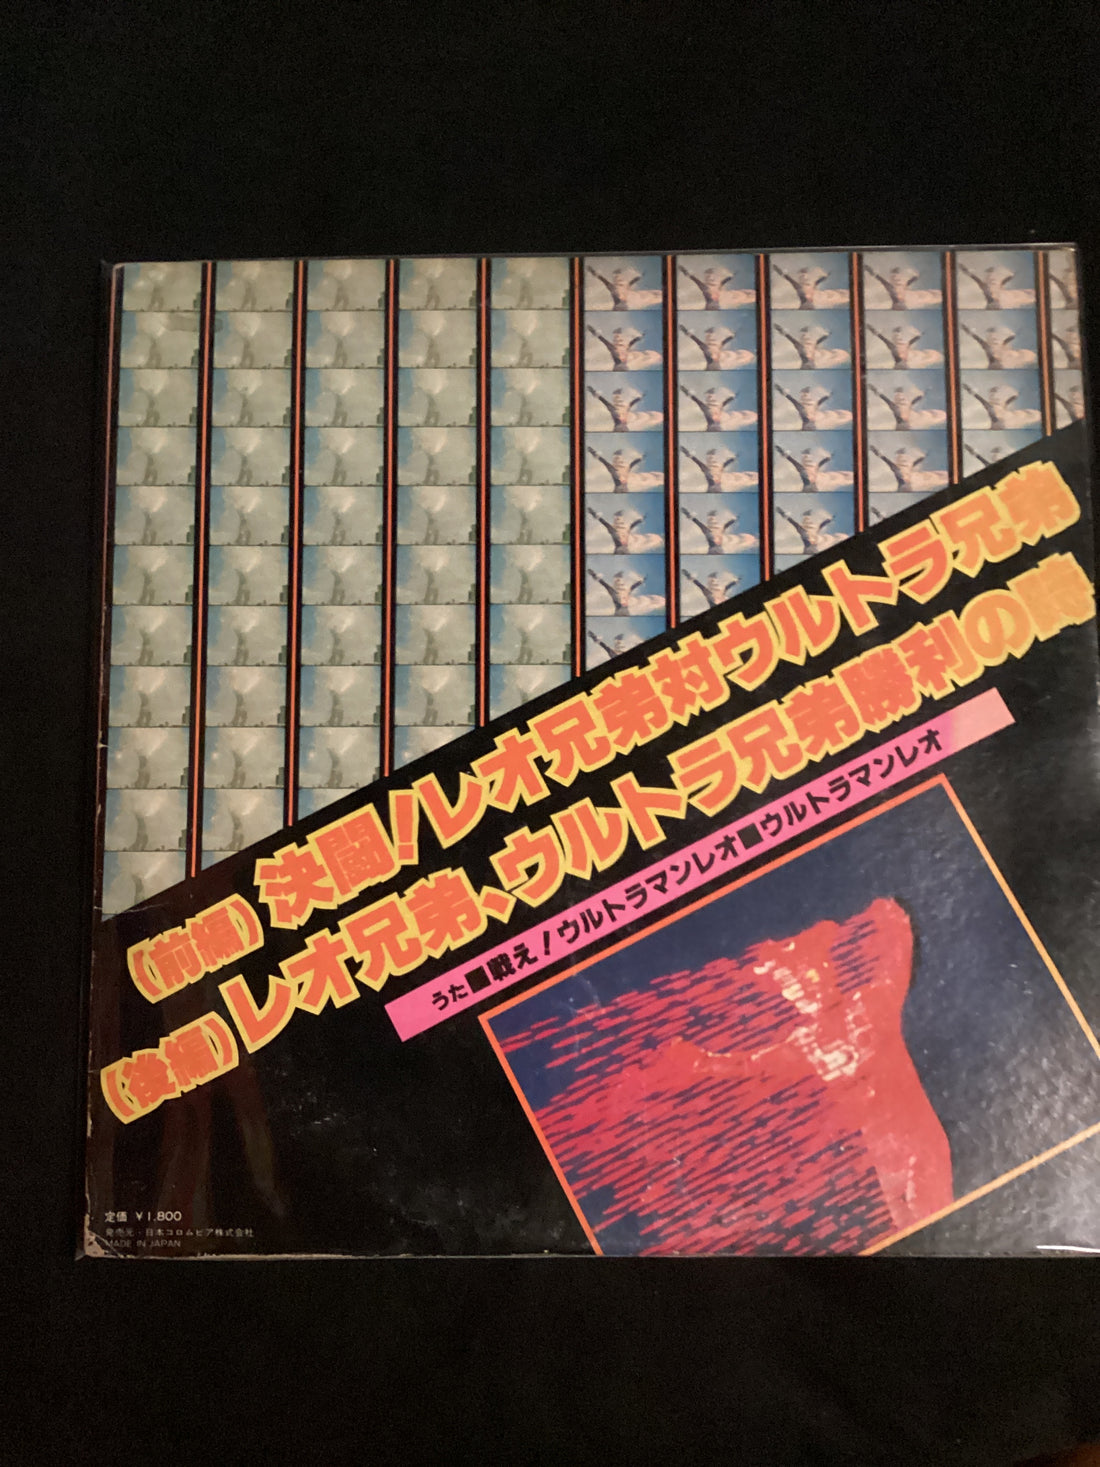 (前編)決闘!レオ兄弟対ウルトラ兄弟
(後編)レオ兄弟、ウルトラ兄弟勝利の時
うた■戦え!ウルトラマンレオ■ウルトラマンレオ
定価 ¥1,800
発売元・日本コロムビア株式会社
MADE IN JAPAN